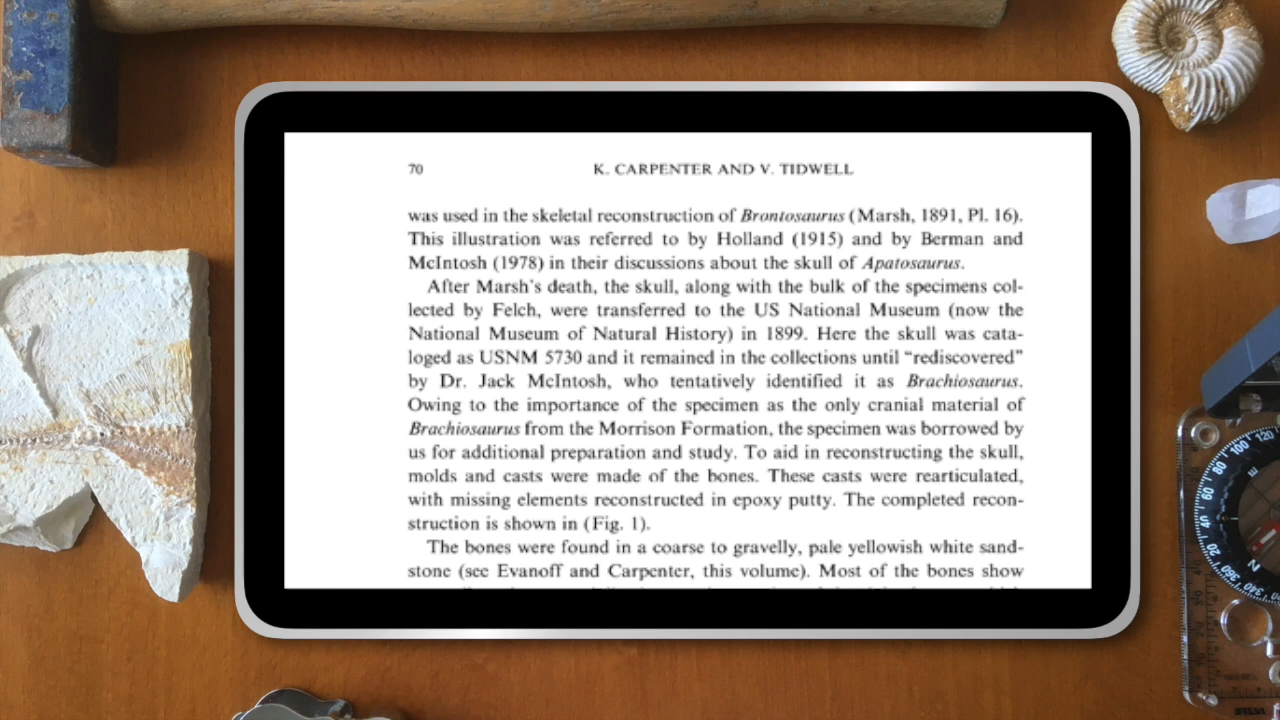 70 K. CARPENTER AND V. TIDWELL
was used in the skeletal reconstruction of Brontosaurus (Marsh, 1891, Pl. 16).
This illustration was referred to by Holland (1915) and by Berman and
McIntosh (1978) in their discussions about the skull of Apatosaurus.
After Marsh's death, the skull, along with the bulk of the specimens col-
lected by Felch, were transferred to the US National Museum (now the
National Museum of Natural History) in 1899. Here the skull was cata-
loged as USNM 5730 and it remained in the collections until “rediscovered”
by Dr. Jack McIntosh, who tentatively identified it as Brachiosaurus.
Owing to the importance of the specimen as the only cranial material of
Brachiosaurus from the Morrison Formation, the specimen was borrowed by
us for additional preparation and study. To aid in reconstructing the skull,
molds and casts were made of the bones. These casts were rearticulated,
with missing elements reconstructed in epoxy putty. The completed recon-
struction is shown in (Fig. 1).
The bones were found in a coarse to gravelly, pale yellowish white sand-
stone (see Evanoff and Carpenter, this volume). Most of the bones show
120
100
80
60
40
20
360
340
E
N